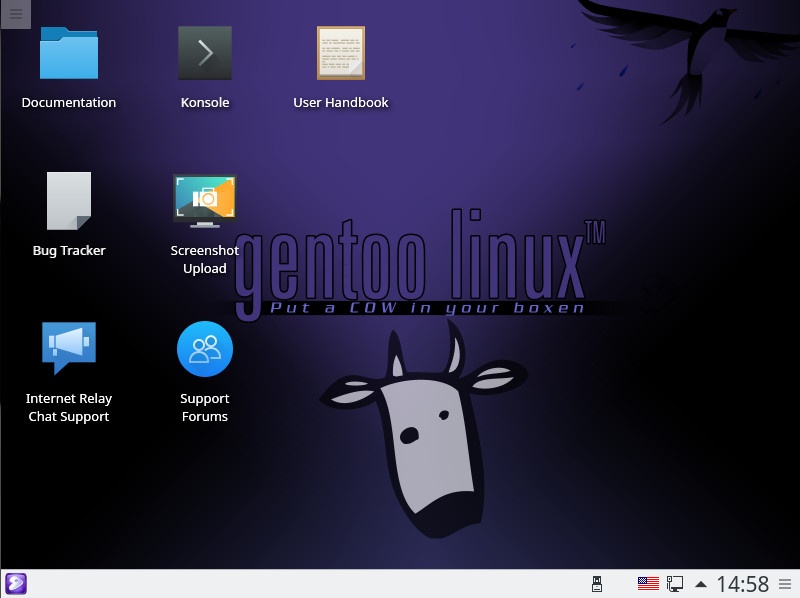 Documentation
Konsole
User Handbook
Bug Tracker
Screenshot
Upload
gentoo linux™
Put a COW in your boxen
Internet Relay
Chat Support
Support
Forums
14:58